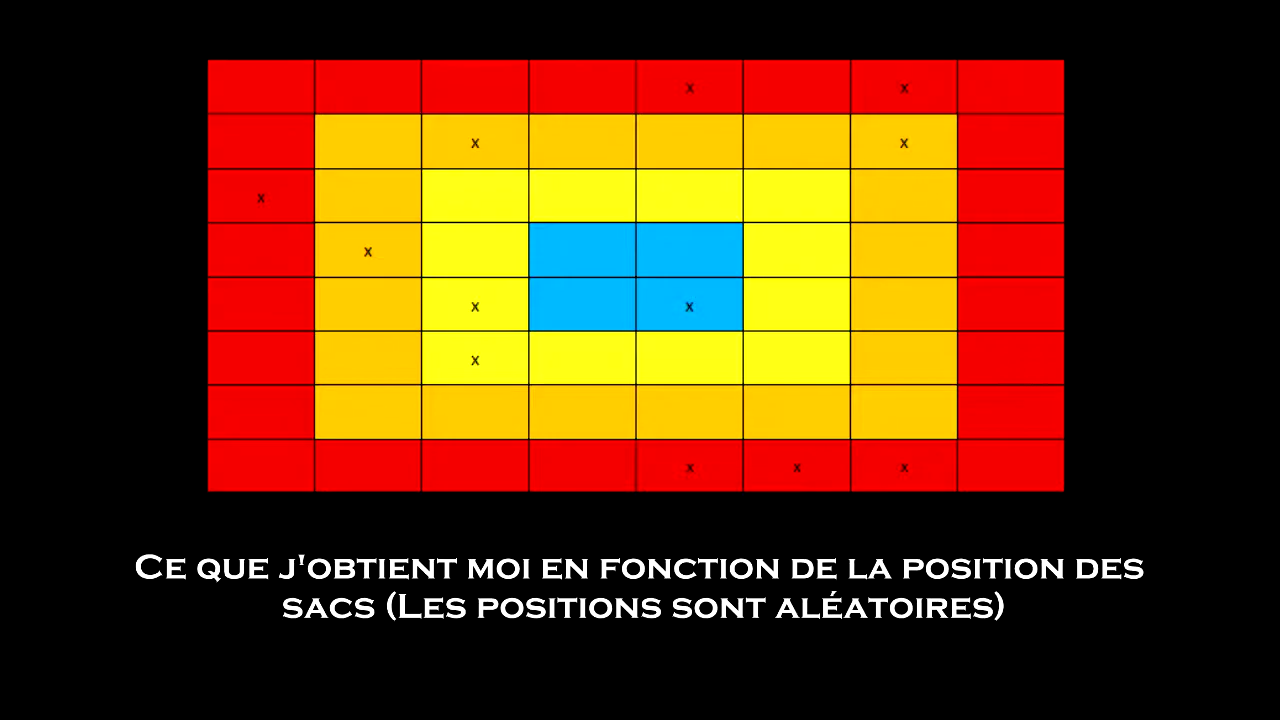 x x
x x
x
x
x x
x
x x x
Ce que j'obtient moi en fonction de la position des
sacs (Les positions sont aléatoires)